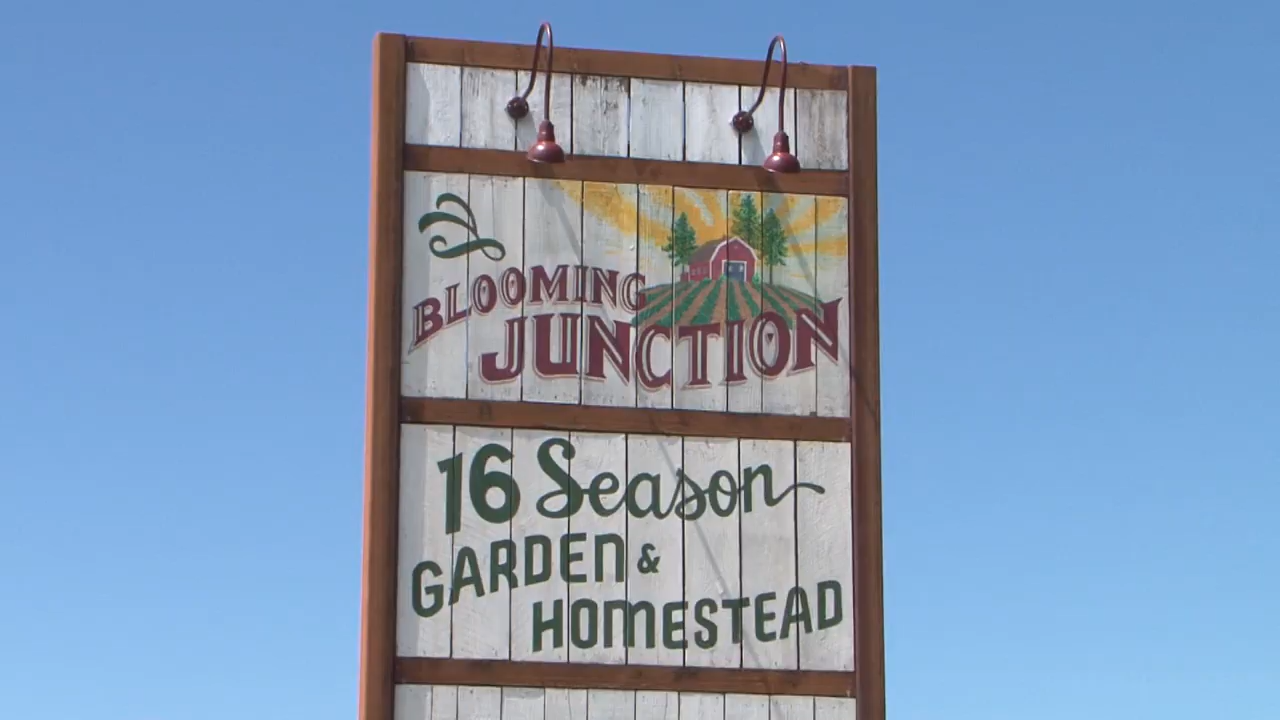 BLOOMING
JUNCTION
16 Season
GARDEN &
HOMESTEAD